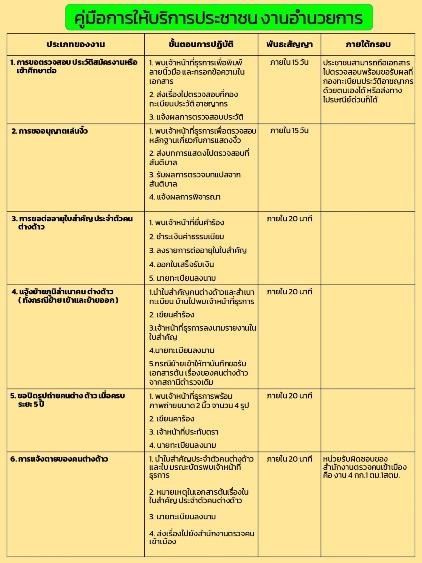 คู่มือการให้บริการประชาชน งานอำนวยการ
ประเภทของงาน
ขั้นตอนการปฏิบัติ
พันธะสัญญา
ภายใต้กรอบ
1. การขอตรวจสอบ ประวัติสมัครงานหรือ
เข้าศึกษาต่อ
1. พบเจ้าหน้าที่ธุรการเพื่อพิมพ์
ลายนิ้วมือ และกรอกข้อความใน
เอกสาร
2. ส่งเรื่องไปตรวจสอบที่กอง
ทะเบียนประวัติ อาชญากร
3. แจ้งผลการตรวจสอบประวัติ
ภายใน 15 วัน
ประชาชนสามารถถือเอกสาร
ไปตรวจสอบพร้อมขอรับผลที่
กองทะเบียนประวัติอาชญากร
ด้วยตนเองได้ หรือส่งทาง
ไปรษณีย์ด่วนก็ได้
2. การขออนุญาตเล่นงิ้ว
1. พบเจ้าหน้าที่ธุรการเพื่อตรวจสอบ
หลักฐานเกี่ยวกับการแสดงงิ้ว
2. ส่งบทการแสดงไปตรวจสอบที่
สันติบาล
3. รับผลการตรวจบทแปลจาก
สันติบาล
4. แจ้งผลการพิจารณา
ภายใน 15 วัน
3. การขอต่ออายุใบสำคัญ ประจำตัวคน
ต่างด้าว
1. พบเจ้าหน้าที่ยื่นคำร้อง
2. ชำระเงินค่าธรรมเนียม
3. ลงรายการต่ออายุในใบสำคัญ
4. ออกใบเสร็จรับเงิน
5. นายทะเบียนลงนาม
ภายใน 20 นาที
4. แจ้งย้ายภูมิลำเนาคน ต่างด้าว
( ทั้งกรณีย้าย เข้าและย้ายออก )
1.นำใบสำคัญคนต่างด้าวและสำเนา
ทะเบียน บ้านไปพบเจ้าหน้าที่ธุรการ
2. เขียนคำร้อง
3.เจ้าหน้าที่ธุรการลงนามรายงานใน
ใบสำคัญ
4.นายทะเบียนลงนาม
5.กรณีย้ายเข้าให้ทำบันทึกขอรับ
เอกสารต้น เรื่องของคนต่างด้าว
จากสถานีตำรวจเดิม
ภายใน 20 นาที
5. ขอปิดรูปถ่ายคนต่าง ด้าว เมื่อครบ
ระยะ 5 ปี
1. พบเจ้าหน้าที่ธุรการพร้อม
ภาพถ่ายขนาด 2 นิ้ว จำนวน 4 รูป
2. เขียนคำร้อง
3. เจ้าหน้าที่ประทับตรา
4. นายทะเบียนลงนาม
ภายใน 20 นาที
6. การแจ้งตายของคนต่างด้าว
1. นำใบสำคัญประจำตัวคนต่างด้าว
และใบ มรณะบัตรพบเจ้าหน้าที่
ธุรการ
2. หมายเหตุในเอกสารต้นเรื่องใน
ใบสำคัญ ประจำตัวคนต่างด้าว
3. นายทะเบียนลงนาม
4. ส่งเรื่องไปยังสำนักงานตรวจคน
เข้าเมือง
ภายใน 20 นาที
หน่วยรับผิดชอบของ
สำนักงานตรวจคนเข้าเมือง
คือ งาน 4 กก.1 ตม.1สตม.